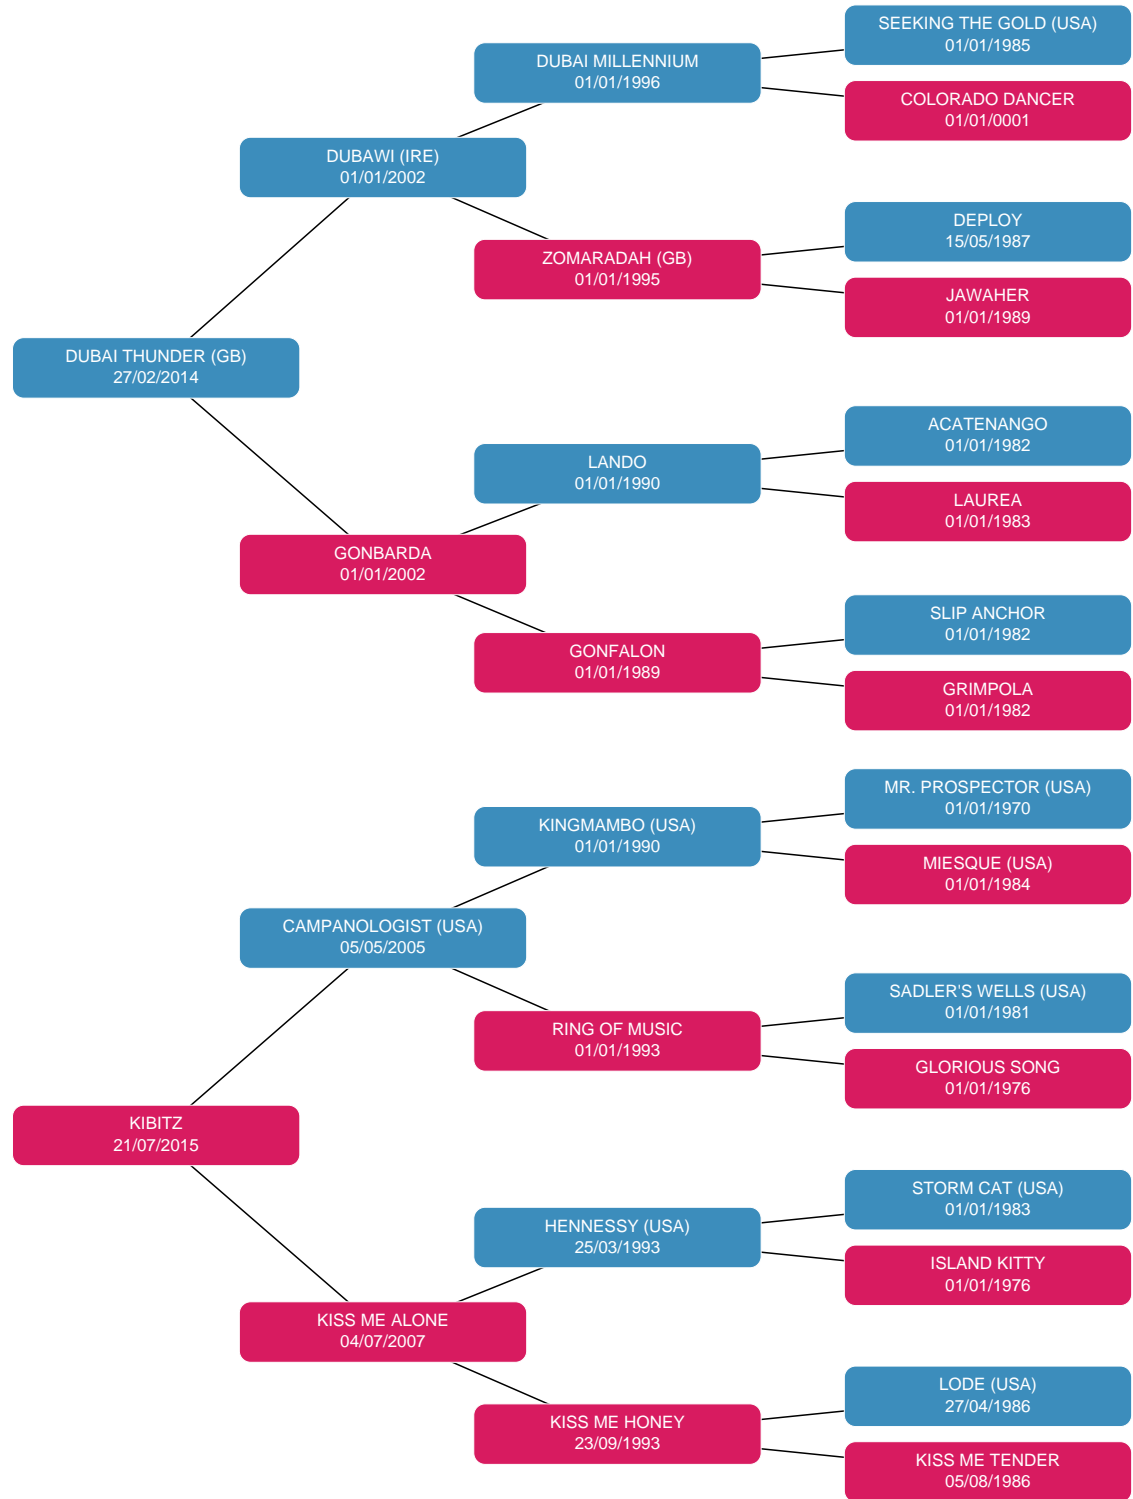 SEEKING THE GOLD (USA)
01/01/1985
DUBAI MILLENNIUM
01/01/1996
COLORADO DANCER
01/01/0001
DUBAWI (IRE)
01/01/2002
DEPLOY
15/05/1987
ZOMARADAH (GB)
01/01/1995
JAWAHER
01/01/1989
DUBAI THUNDER (GB)
27/02/2014
ACATENANGO
01/01/1982
LANDO
01/01/1990
LAUREA
01/01/1983
GONBARDA
01/01/2002
SLIP ANCHOR
01/01/1982
GONFALON
01/01/1989
GRIMPOLA
01/01/1982
MR. PROSPECTOR (USA)
01/01/1970
KINGMAMBO (USA)
01/01/1990
MIESQUE (USA)
01/01/1984
CAMPANOLOGIST (USA)
05/05/2005
SADLER'S WELLS (USA)
01/01/1981
RING OF MUSIC
01/01/1993
GLORIOUS SONG
01/01/1976
KIBITZ
21/07/2015
STORM CAT (USA)
01/01/1983
HENNESSY (USA)
25/03/1993
ISLAND KITTY
01/01/1976
KISS ME ALONE
04/07/2007
LODE (USA)
27/04/1986
KISS ME HONEY
23/09/1993
KISS ME TENDER
05/08/1986